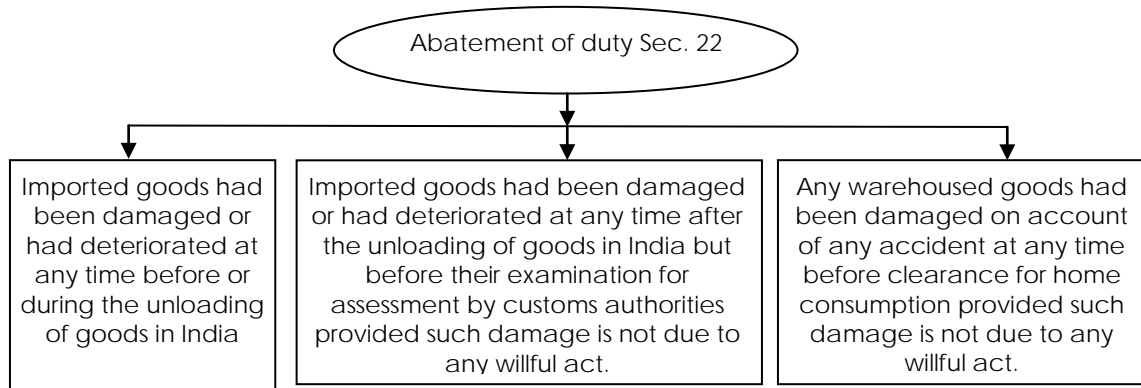 Abatement of duty Sec. 22
Imported goods had
been damaged or
had deteriorated at
any time before or
during the unloading
of goods in India
Imported goods had been damaged
or had deteriorated at any time after
the unloading of goods in India but
before their examination for
assessment by customs authorities
provided such damage is not due to
any willful act.
Any warehoused goods had
been damaged on account
of any accident at any time
before clearance for home
consumption provided such
damage is not due to any
willful act.